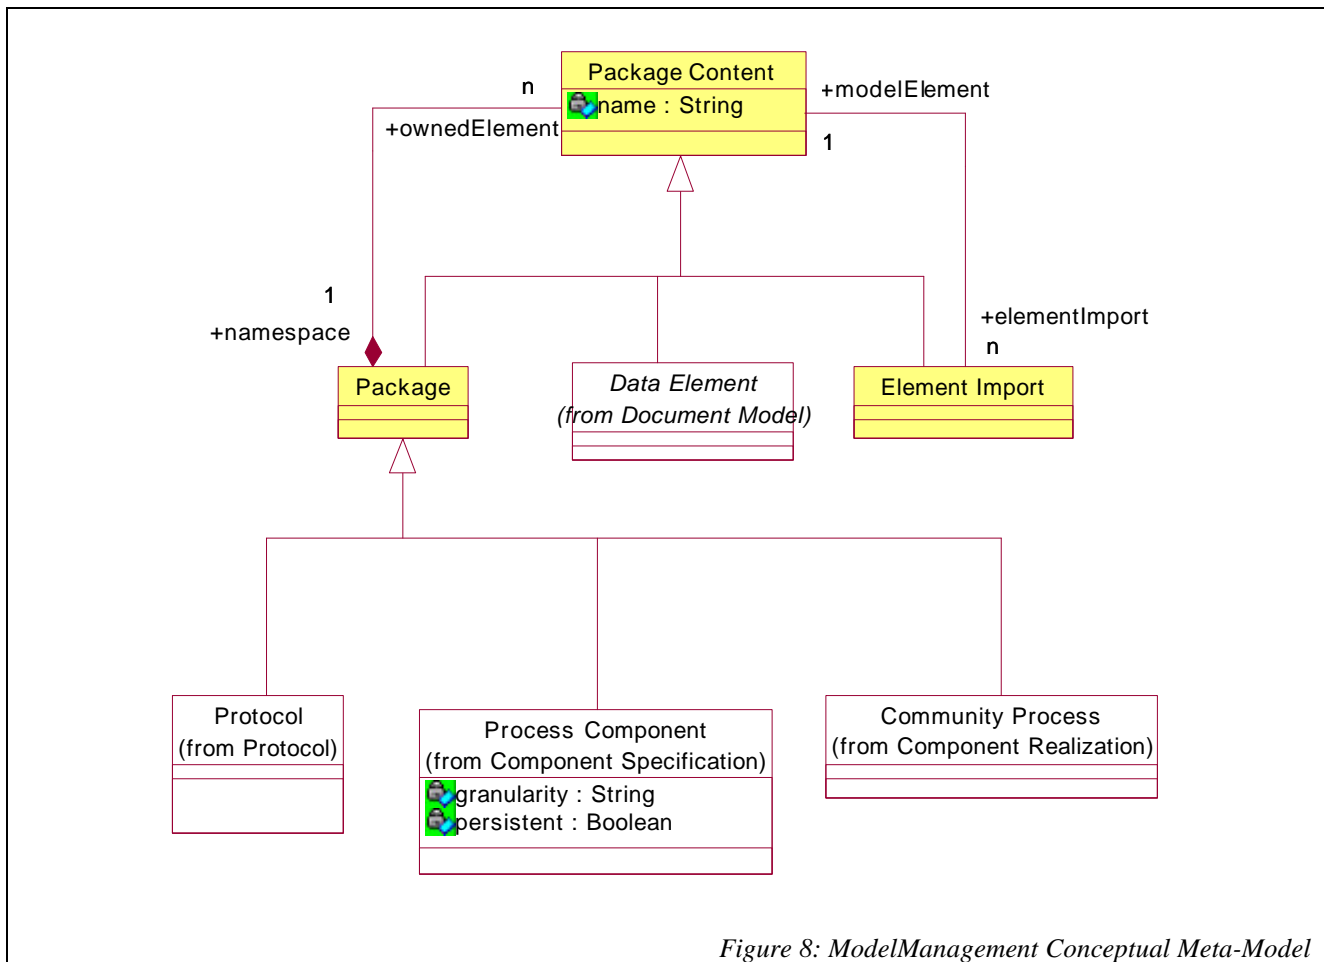 Package Content
name : String
n
+ownedElement
+modelElement
1
1
+namespace
+elementImport
n
Package
Data Element
(from Document Model)
Element Import
Protocol
(from Protocol)
Process Component
(from Component Specification)
granularity : String
persistent : Boolean
Community Process
(from Component Realization)
Figure 8: ModelManagement Conceptual Meta-Model